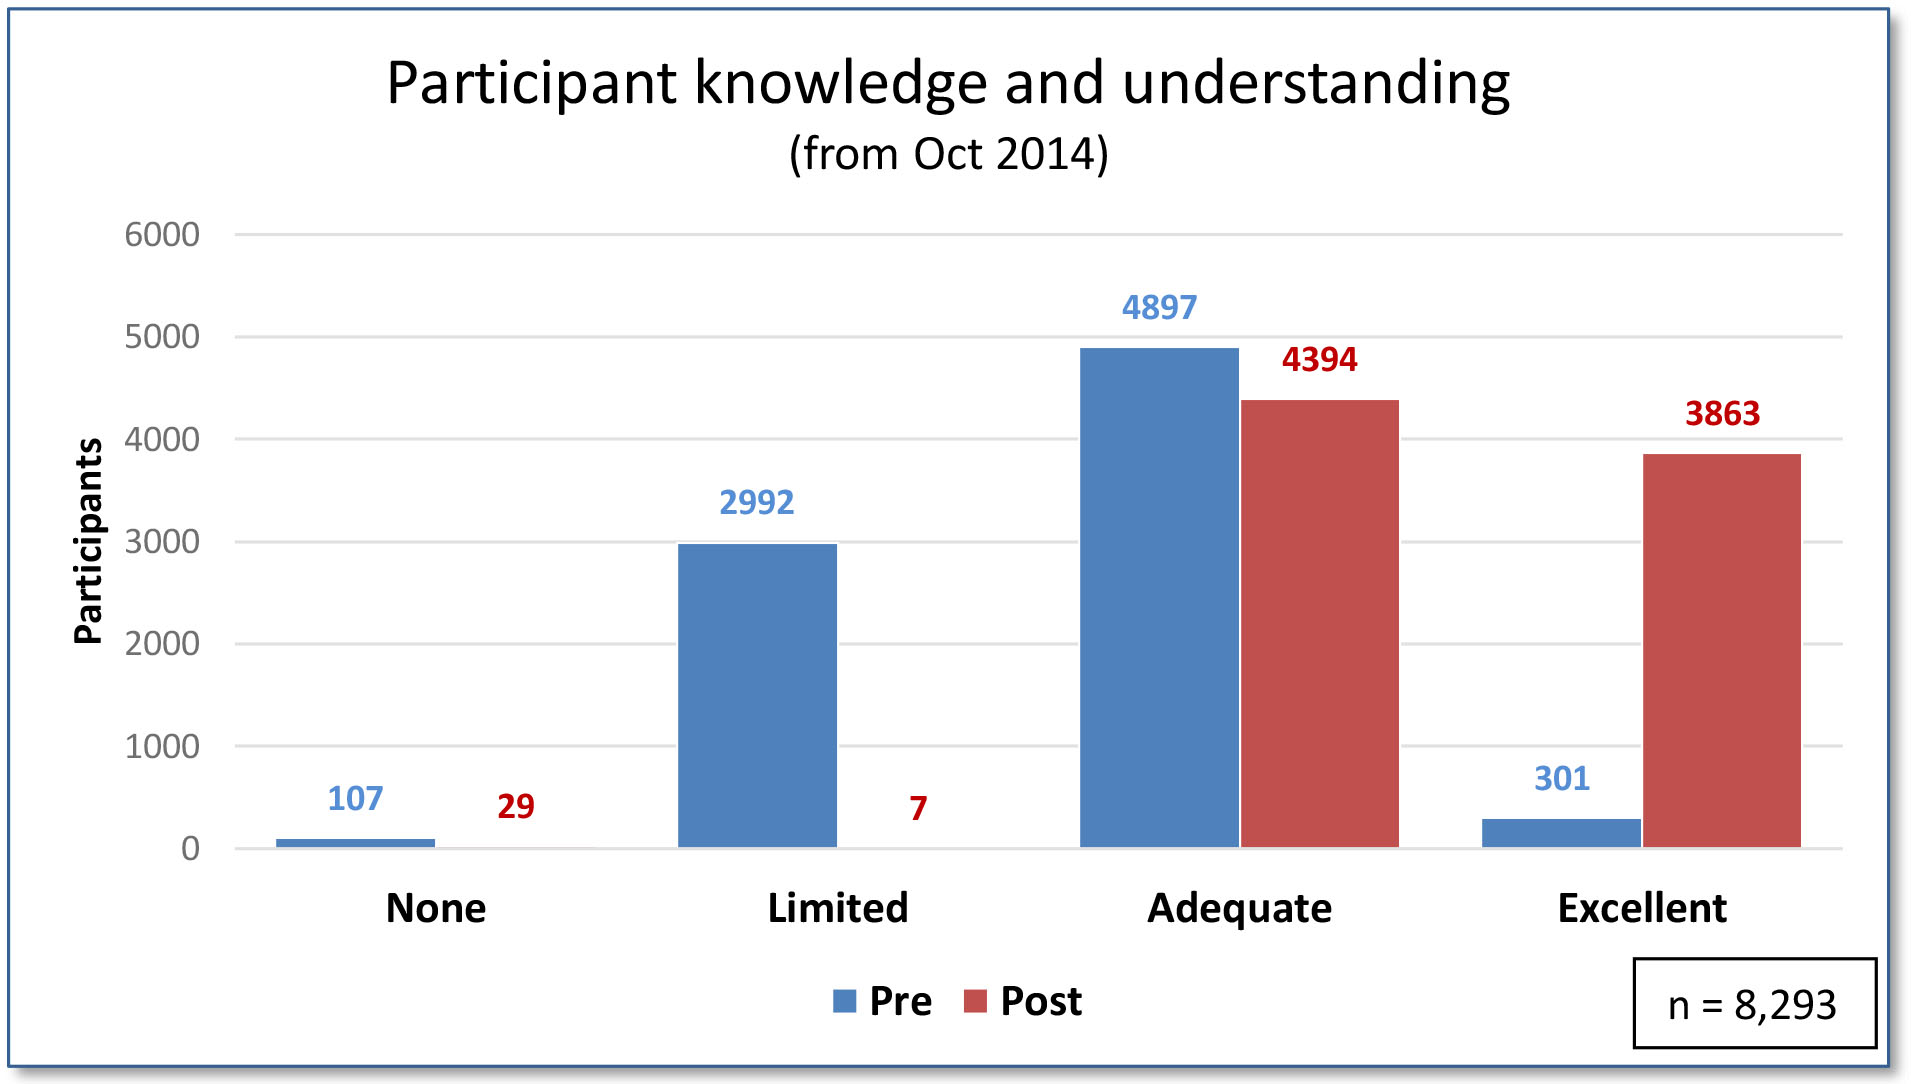 Participant knowledge and understanding
(from Oct 2014)
6000
5000
4000
3000
2000
1000
0
Participants
107
29
2992
7
4897
4394
301
3863
None
Limited
Adequate
Excellent
Pre
Post
n = 8,293